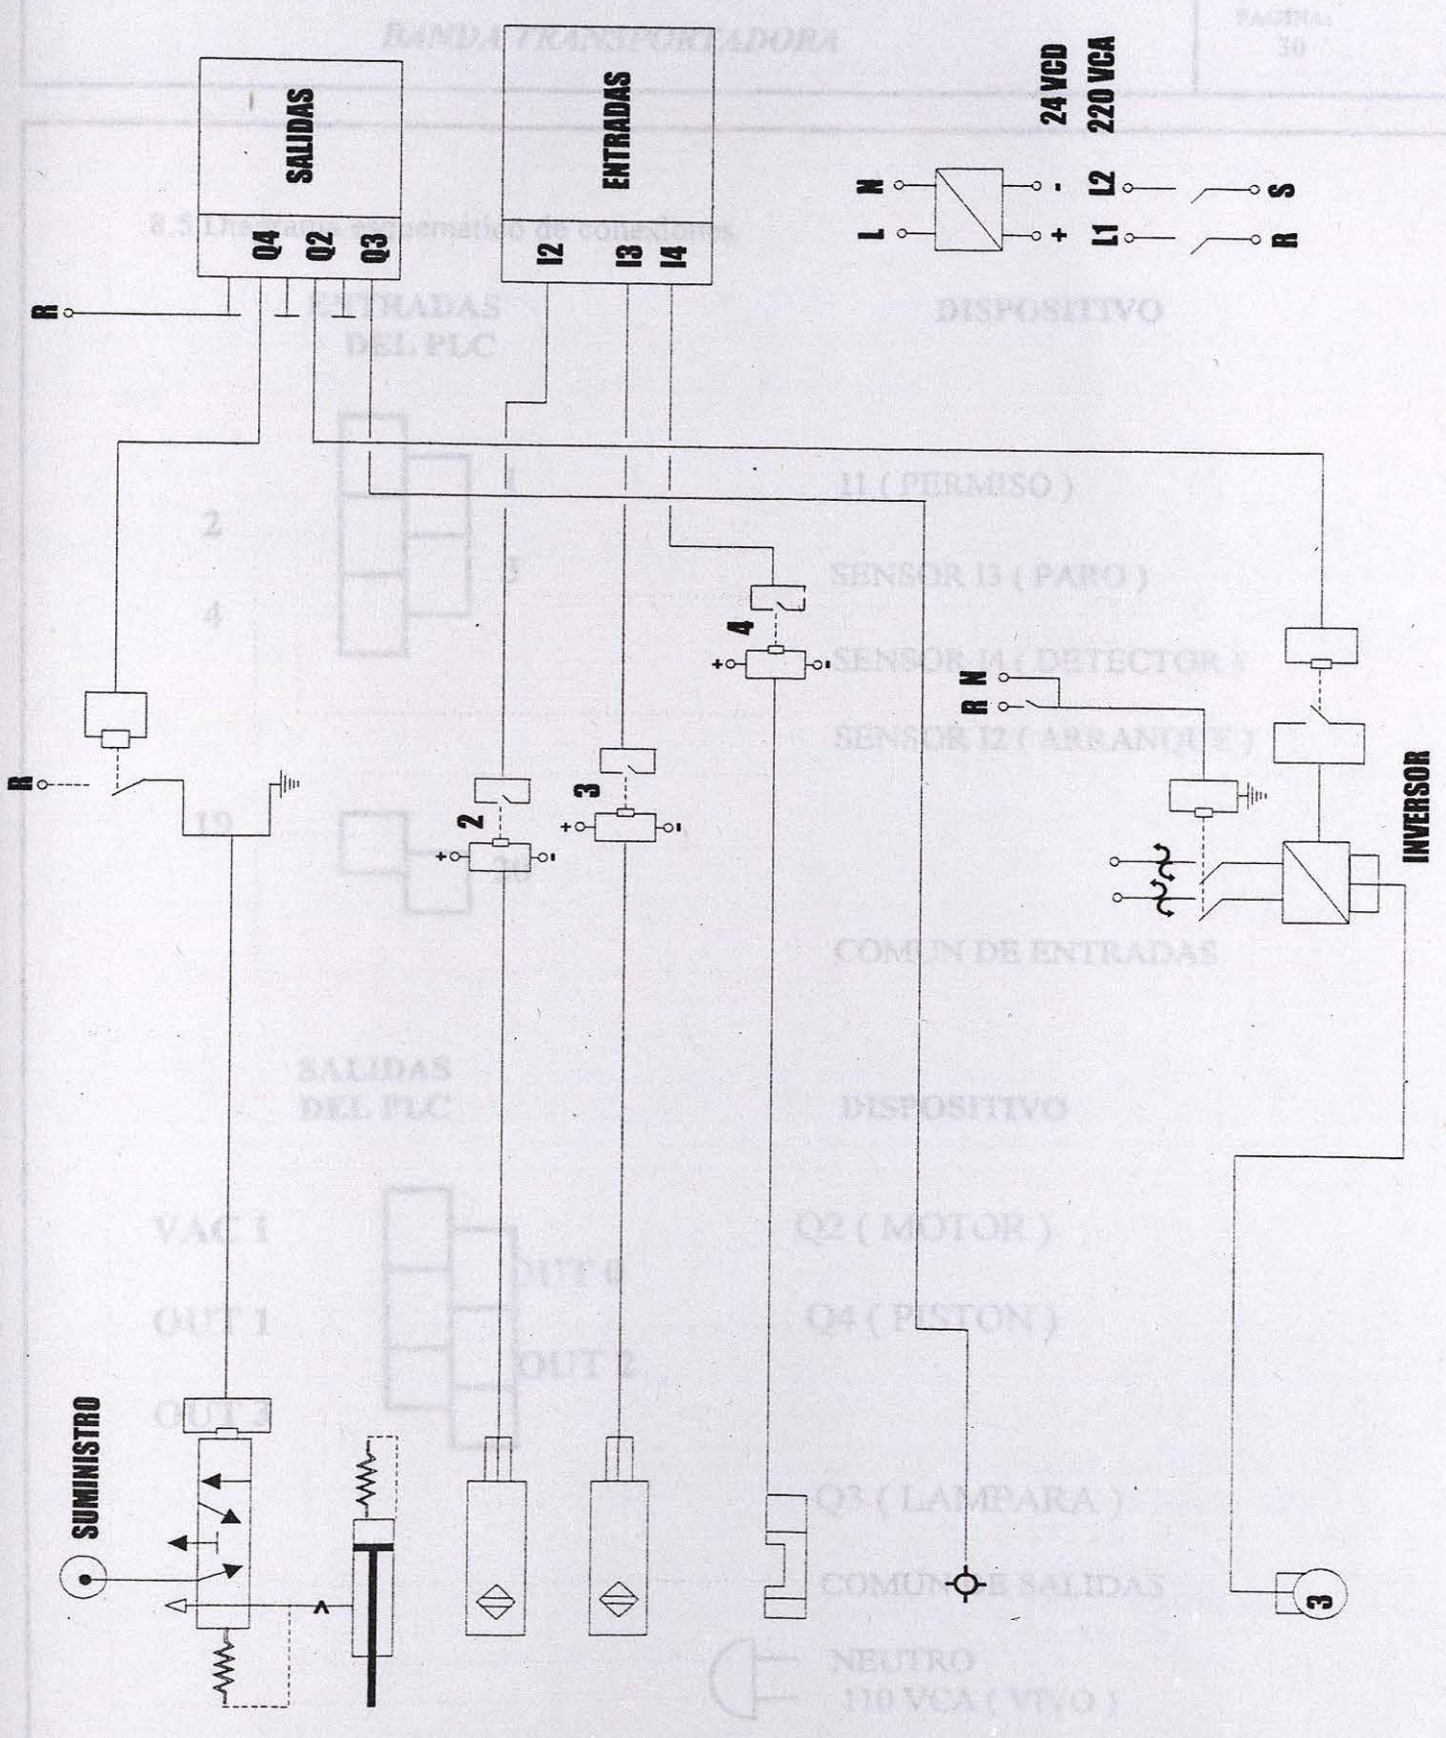 BANDA TRANSPORTADORA
PAGINA:
30
SALIDAS
Q4
Q2
Q3
ENTRADAS
I2
I3
I4
24 VCD
220 VCA
N
L
-
+
L2
L1
S
R
8.5 Diagrama esquemático de conexiones
R
ENTRADAS
DEL PLC
DISPOSITIVO
1
I1 ( PERMISO )
2
3
SENSOR I3 ( PARO )
4
SENSOR I4 ( DETECTOR )
SENSOR I2 ( ARRANQUE )
19
20
COMUN DE ENTRADAS
4
+
-
N
R
R
2
+
-
3
+
-
INVERSOR
SALIDAS
DEL PLC
DISPOSITIVO
VAC 1
OUT 0
Q2 ( MOTOR )
OUT 1
OUT 2
Q4 ( PISTON )
OUT 3
Q3 ( LAMPARA )
COMUN DE SALIDAS
NEUTRO
110 VCA ( VIVO )
SUMINISTRO
3